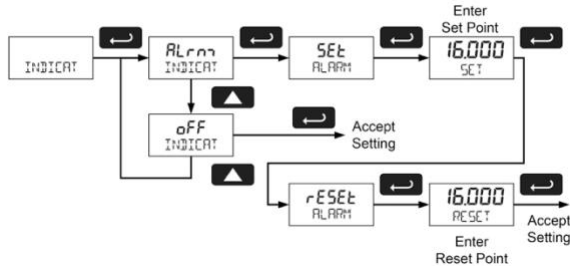 Enter
Set Point
INDICAT
ALrm
INDICAT
SEt
ALARM
16.000
SET
oFF
INDICAT
Accept
Setting
rESEt
ALARM
16.000
RESET
Accept
Setting
Enter
Reset Point